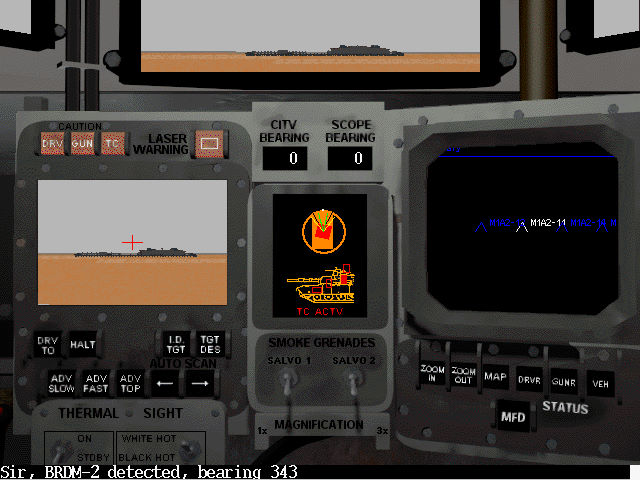 CAUTION
DRV GUN TC
LASER
WARNING
CITV
BEARING
0
SCOPE
BEARING
0
M1A2-11
M1A2-14 M
TC ACTV
DRV
TO
HALT
I.D.
TGT
TGT
DES
AUTO SCAN
ADV
SLOW
ADV
FAST
ADV
TOP
← →
SMOKE GRENADES
SALVO 1 SALVO 2
ZOOM
IN
ZOOM
OUT
MAP
DRVR
GUNR
VEH
STATUS
MFD
THERMAL SIGHT
ON
STDBY
WHITE HOT
BLACK HOT
MAGNIFICATION
1x 3x
Sir, BRDM-2 detected, bearing 343